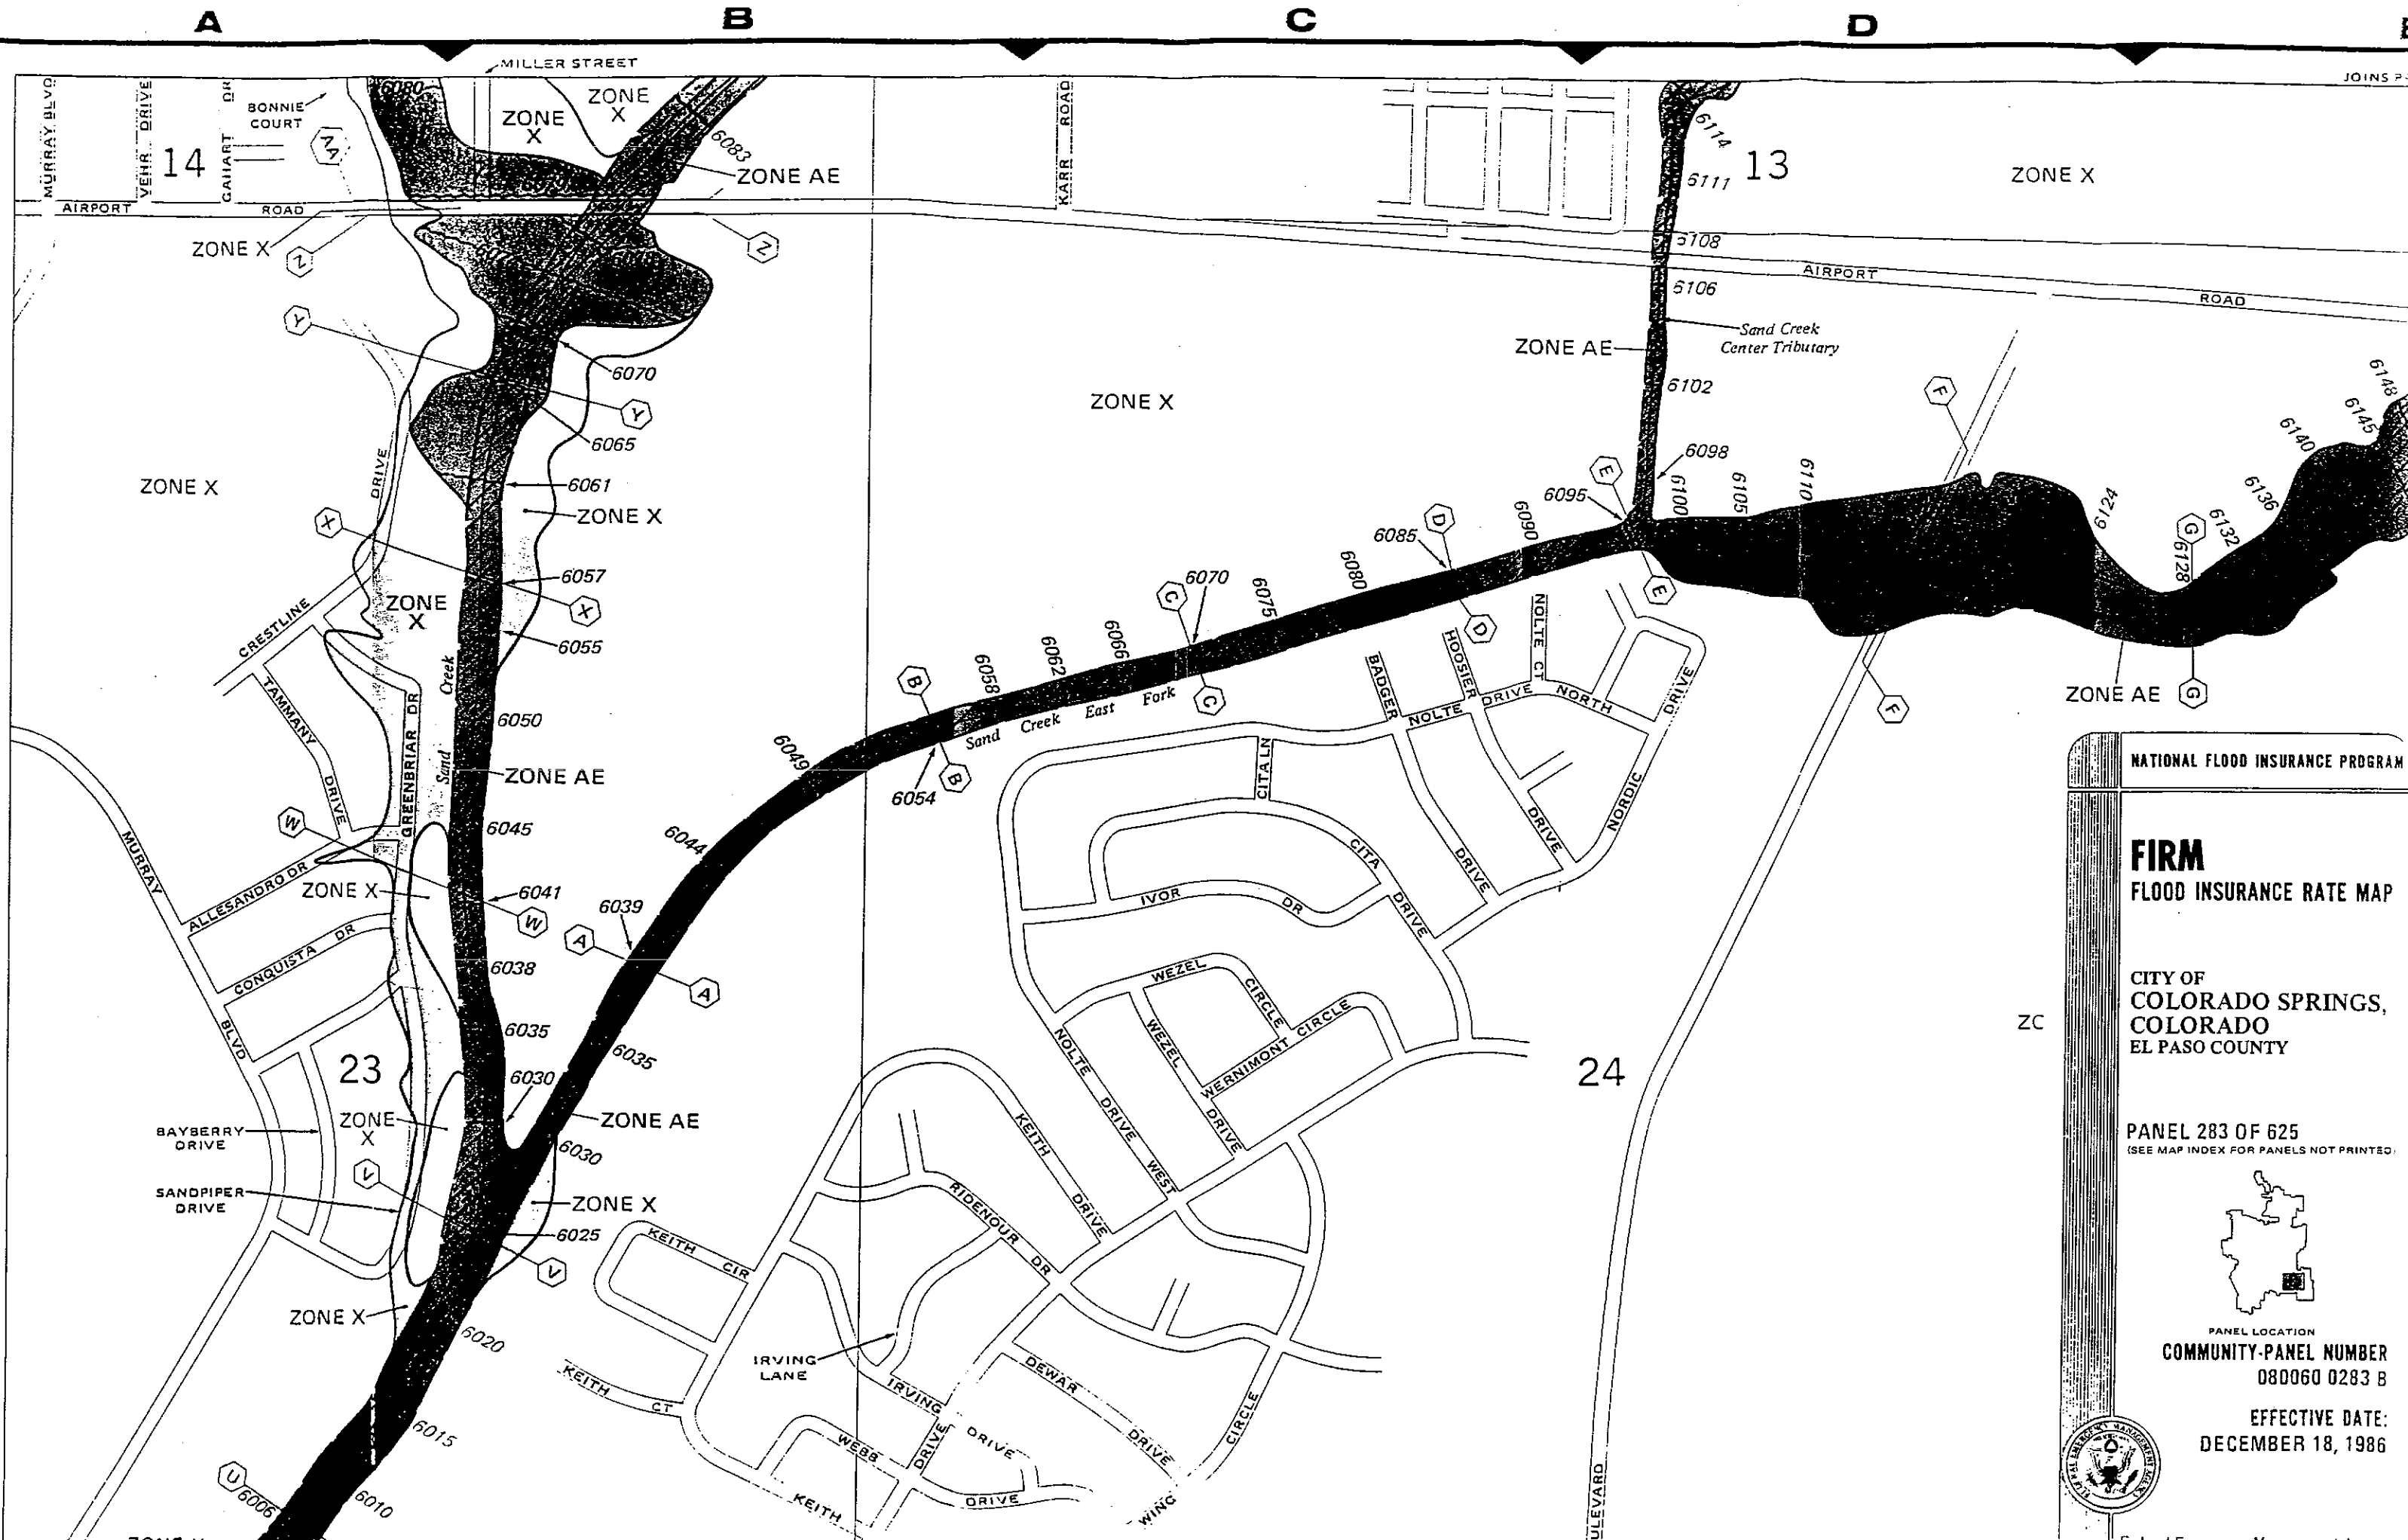 A
B
C
D
JOINS
MURRAY BLVD
VEHR DRIVE
GAHART DR
BONNIE
COURT
MILLER STREET
6080
ZONE
X
ZONE
X
6083
ZONE AE
AA
14
AIRPORT ROAD
ZONE X
Z
Z
KARR ROAD
6114
6111
13
ZONE X
6108
AIRPORT ROAD
6106
Sand Creek
Center Tributary
ZONE AE
6102
6098
Y
Y
6070
6065
6061
ZONE X
ZONE X
DRIVE
ZONE X
X
X
6057
6055
ZONE
X
CRESTLINE
TAMMANY
DRIVE
GREENBRIAR DR
Sand Creek
6050
ZONE AE
6045
W
W
6041
MURRAY
BLVD
ALLESANDRO DR
ZONE X
CONQUISTA DR
6038
6035
6030
23
ZONE
X
BAYBERRY
DRIVE
SANDPIPER
DRIVE
V
V
ZONE AE
6030
ZONE X
6025
ZONE X
6020
6015
6010
U
6006
A
A
6039
6035
6044
6049
B
B
6054
6058
6062
6066
Sand Creek East Fork
C
C
6070
6075
6080
6085
D
D
6090
6095
E
E
6100
6105
6110
F
F
6124
G
G
6128
6132
6136
6140
6145
6148
ZONE AE
BADGER
HOOSIER
NOLTE CT
NOLTE DRIVE NORTH
DRIVE
NORDIC
DRIVE
DRIVE
CITA LN
CITA
DRIVE
IVOR DR
WEZEL
CIRCLE
WEZEL
DRIVE
WERNIMONT CIRCLE
NOLTE
DRIVE
WEST
24
KEITH
DRIVE
RIDENOUR DR
KEITH CIR
KEITH CT
IRVING
LANE
IRVING
DRIVE
DRIVE
WEBB
DRIVE
KEITH
DEWAR
DRIVE
CIRCLE
WING
ULEVARD
ZC
NATIONAL FLOOD INSURANCE PROGRAM
FIRM
FLOOD INSURANCE RATE MAP
CITY OF
COLORADO SPRINGS,
COLORADO
EL PASO COUNTY
PANEL 283 OF 625
(SEE MAP INDEX FOR PANELS NOT PRINTED)
PANEL LOCATION
COMMUNITY-PANEL NUMBER
080060 0283 B
EFFECTIVE DATE:
DECEMBER 18, 1986